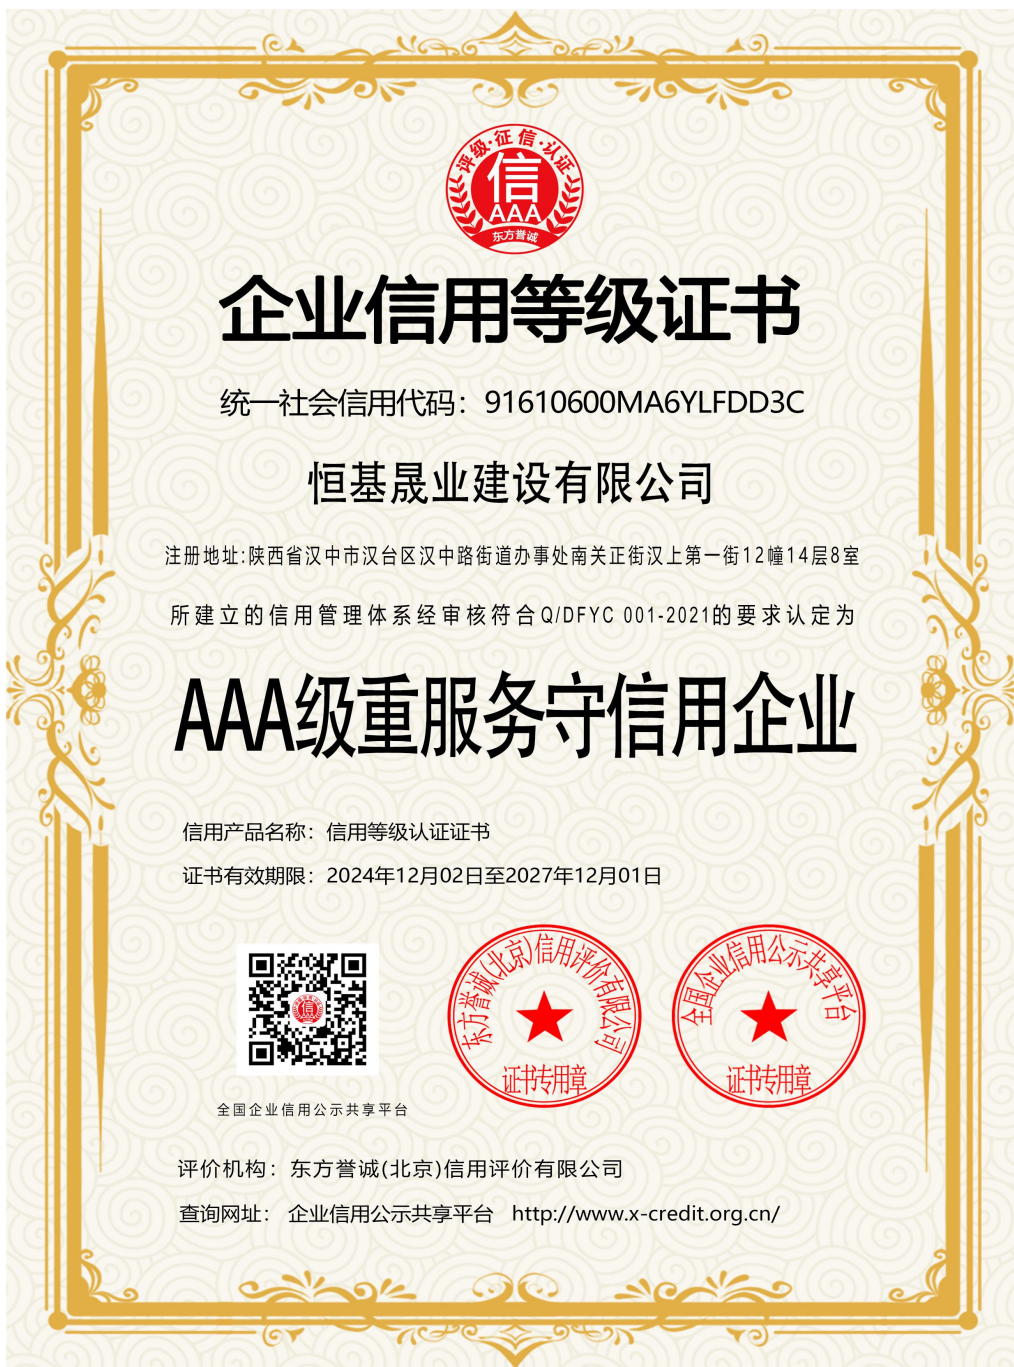 评级·征信·认证
信
AAA
东方誉诚
企业信用等级证书
统一社会信用代码：91610600MA6YLFDD3C
恒基晟业建设有限公司
注册地址:陕西省汉中市汉台区汉中路街道办事处南关正街汉上第一街12幢14层8室
所建立的信用管理体系经审核符合Q/DFYC 001-2021的要求认定为
AAA级重服务守信用企业
信用产品名称：信用等级认证证书
证书有效期限：2024年12月02日至2027年12月01日
信
东方誉诚(北京)信用评价有限公司
证书专用章
全国企业信用公示共享平台
证书专用章
全国企业信用公示共享平台
评价机构：东方誉诚(北京)信用评价有限公司
查询网址： 企业信用公示共享平台 http://www.x-credit.org.cn/